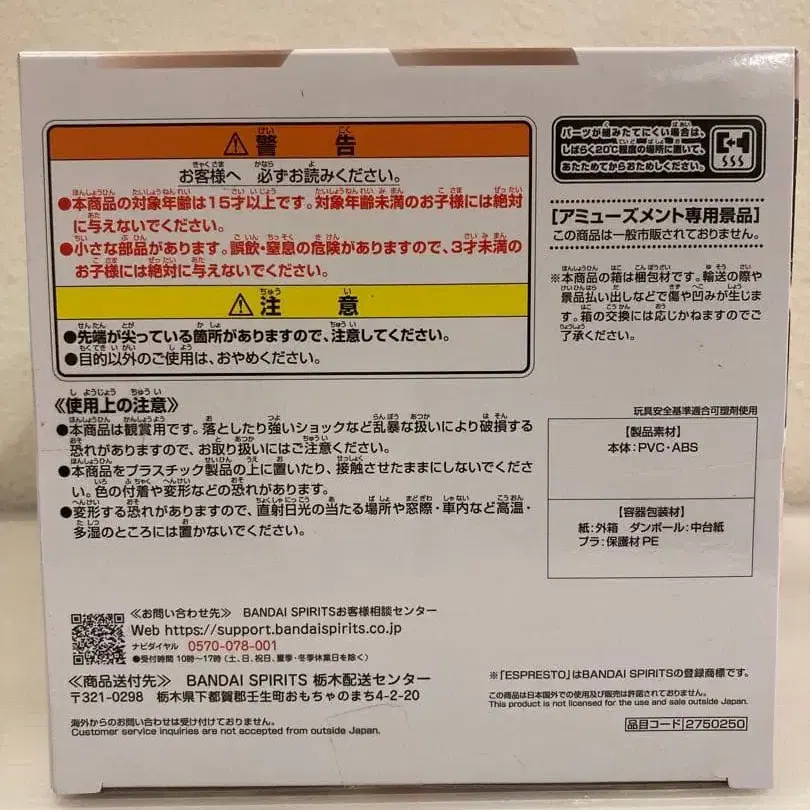 ⚠警告
お客様へ 必ずお読みください。
●本商品の対象年齢は15才以上です。対象年齢未満のお子様には絶対
に与えないでください。
●小さな部品があります。誤飲・窒息の危険がありますので、3才未満の
お子様には絶対に与えないでください。
⚠注意
●先端が尖っている箇所がありますので、注意してください。
●目的以外のご使用は、おやめください。
《使用上の注意》
●本商品は観賞用です。落としたり強いショックなど乱暴な扱いにより破損する
恐れがありますので、お取り扱いにはご注意ください。
●本商品をプラスチック製品の上に置いたり、接触させたままにしないでくださ
い。色の付着や変形などの恐れがあります。
●変形する恐れがありますので、直射日光の当たる場所や窓際・車内など高温・
多湿のところには置かないでください。
パーツが組みたてにくい場合は、
しばらく20℃程度の場所に置いて、
あたためてからおためしください。
[アミューズメント専用景品]
この商品は一般市販されておりません。
※本商品の箱は梱包材です。輸送の際や
景品払い出しなどで傷や凹みが生じま
す。箱の交換には応じかねますのでご
了承ください。
玩具安全基準適合可塑剤使用
【製品素材】
本体:PVC・ABS
【容器包装材】
紙:外箱 ダンボール:中台紙
プラ:保護材PE
《お問い合わせ先》 BANDAI SPIRITSお客様相談センター
Web https://support.bandaispirits.co.jp
ナビダイヤル 0570-078-001
●受付時間 10時〜17時(土、日、祝日、夏季・冬季休業日を除く)
《商品送付先》 BANDAI SPIRITS 栃木配送センター
〒321-0298 栃木県下都賀郡壬生町おもちゃのまち4-2-20
海外からのお問い合わせは受け付けておりません。
Customer service inquiries are not accepted from outside Japan.
※「ESPRESTO」はBANDAI SPIRITSの登録商標です。
この商品は日本国外での使用及び販売は許諾されておりません。
This product is not licensed for the use and sale outside Japan.
品目コード 2750250